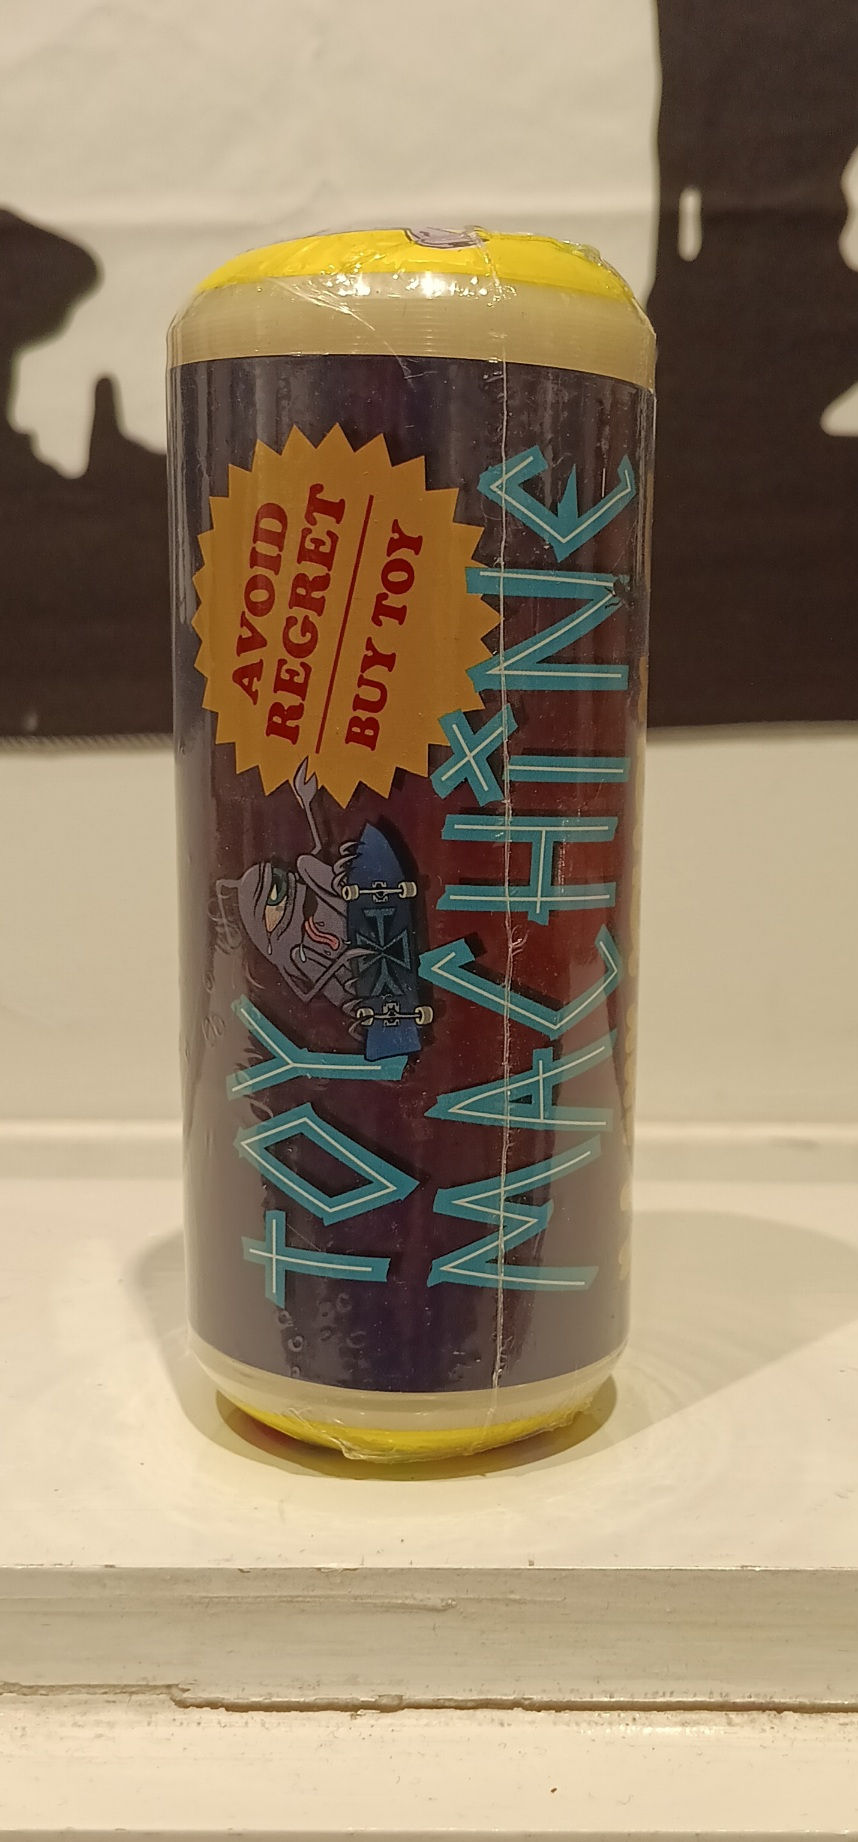 AVOID
REGRET
BUY TOY
TOY
MACHINE